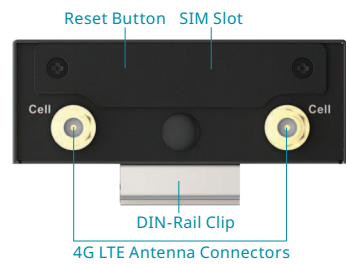 Reset Button SIM Slot
Cell Cell
DIN-Rail Clip
4G LTE Antenna Connectors